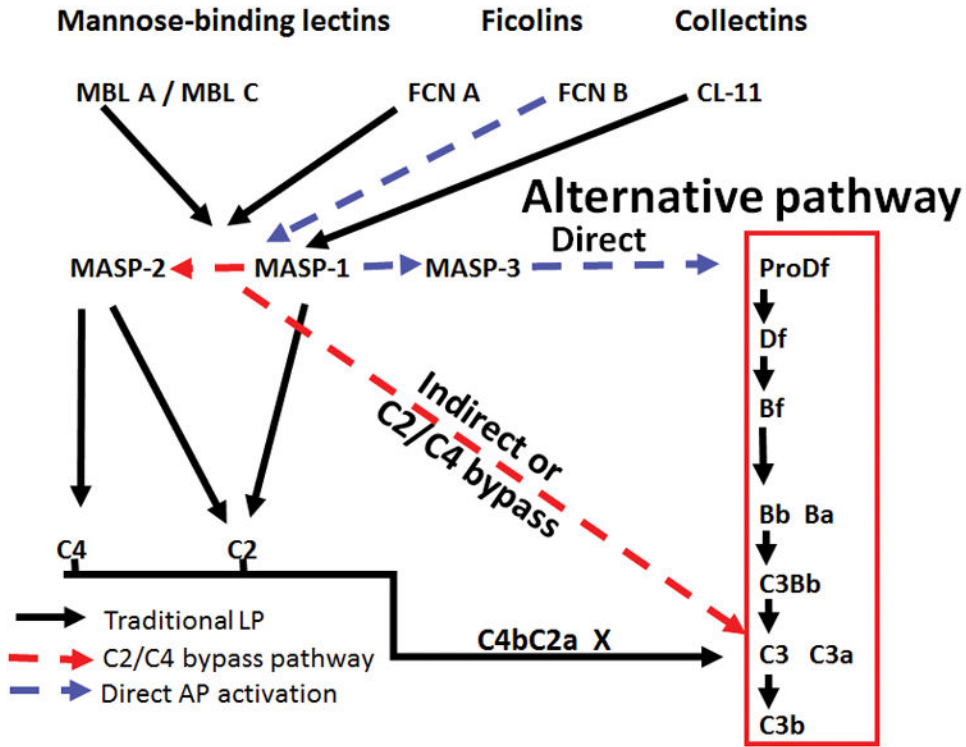 Mannose-binding lectins Ficolins Collectins
MBL A / MBL C FCN A FCN B CL-11
Alternative pathway
Direct
MASP-2 MASP-1 MASP-3 ProDf
Df
Indirect or
C2/C4 bypass
Bf
Bb Ba
C4 C2
C3Bb
Traditional LP
C4bC2a X
C3 C3a
C2/C4 bypass pathway
Direct AP activation
C3b